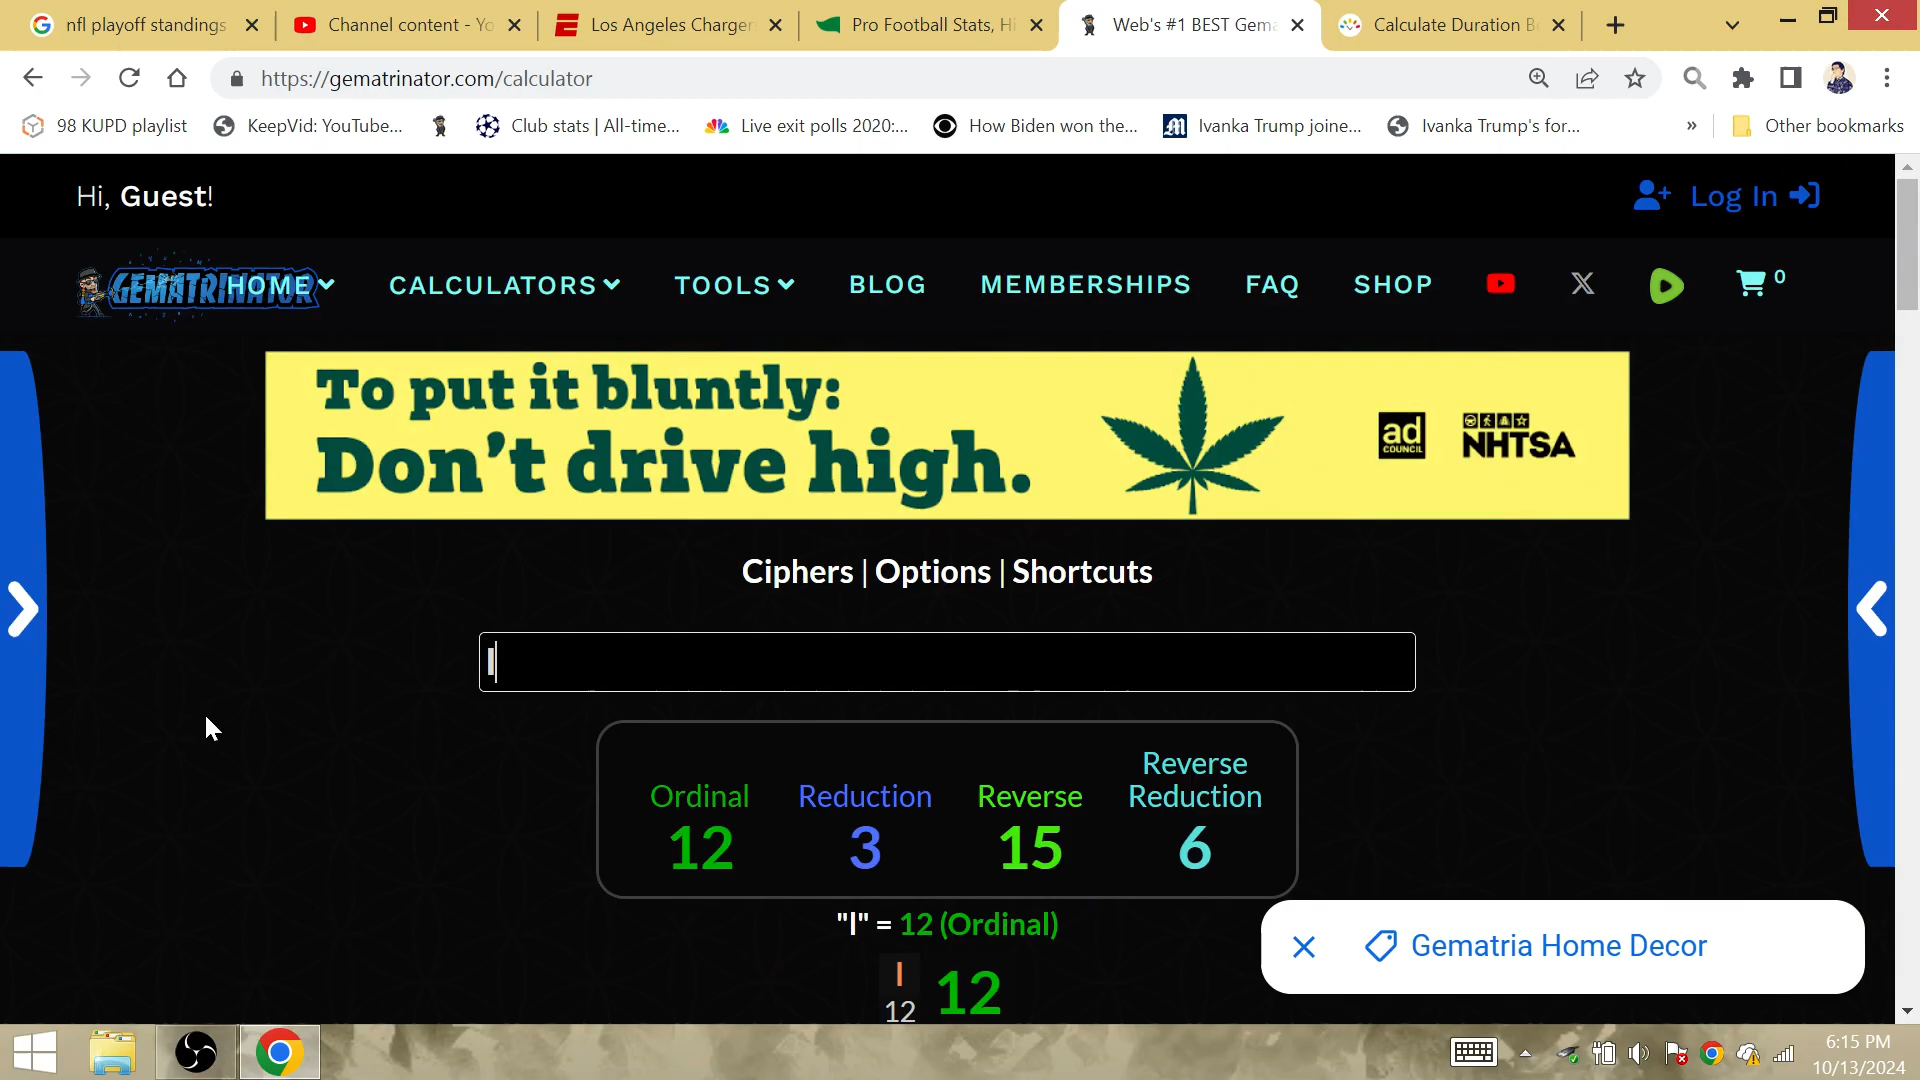 nfl playoff standings
Channel content - Yo
Los Angeles Charger
Pro Football Stats, Hi
Web's #1 BEST Gema
Calculate Duration B
https://gematrinator.com/calculator
98 KUPD playlist
KeepVid: YouTube...
Club stats | All-time...
Live exit polls 2020:...
How Biden won the...
Ivanka Trump joine...
Ivanka Trump's for...
»
Other bookmarks
Hi, Guest!
Log In
GEMATRINATOR
HOME
CALCULATORS
TOOLS
BLOG
MEMBERSHIPS
FAQ
SHOP
0
To put it bluntly:
Don't drive high.
ad
COUNCIL
NHTSA
Ciphers | Options | Shortcuts
l
Ordinal
12
Reduction
3
Reverse
15
Reverse
Reduction
6
"l" = 12 (Ordinal)
l
12
12
Gematria Home Decor
6:15 PM
10/13/2024